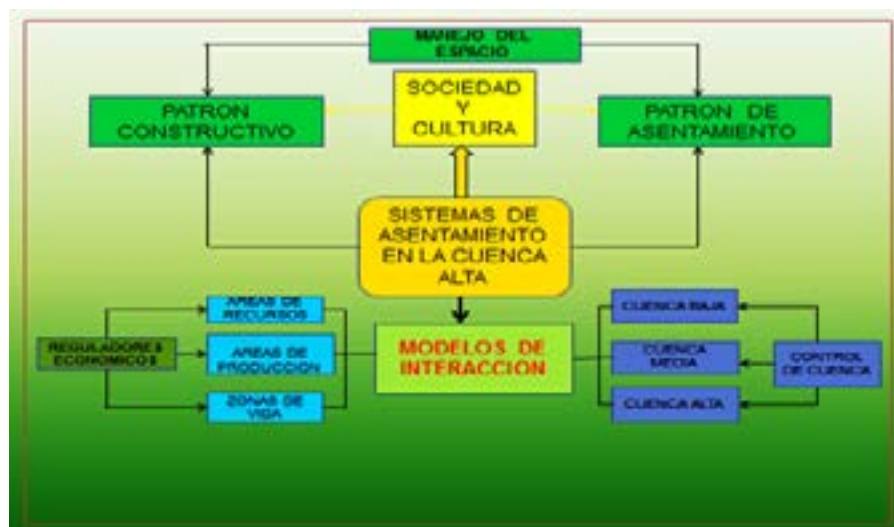 MANEJO DEL
ESPACIO
SOCIEDAD
Y
CULTURA
PATRON
CONSTRUCTIVO
PATRON DE
ASENTAMIENTO
SISTEMAS DE
ASENTAMIENTO
EN LA CUENCA
ALTA
AREAS DE
RECURSOS
REGULADORES
ECONOMICOS
AREAS DE
PRODUCCION
ZONAS DE
VIDA
MODELOS DE
INTERACCION
CUENCA BAJA
CUENCA
MEDIA
CUENCA ALTA
CONTROL
DE CUENCA